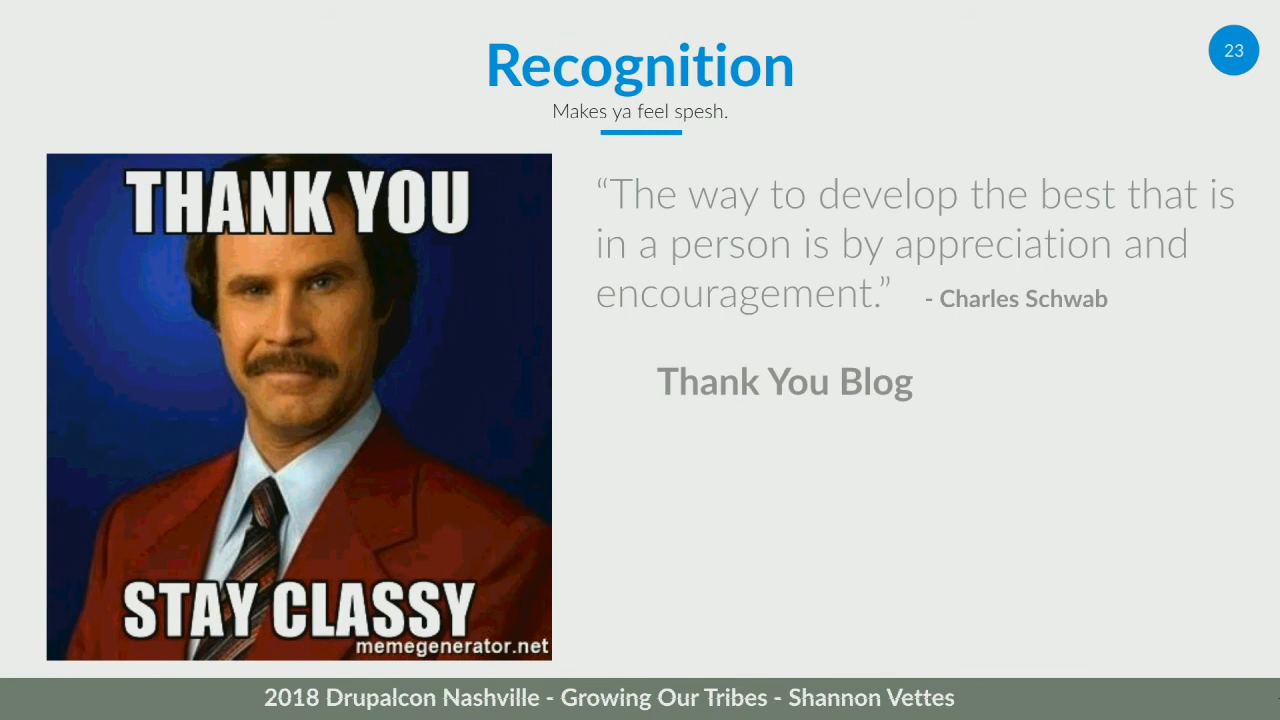 Recognition
23
Makes ya feel spesh.
THANK YOU
STAY CLASSY
memegenerator.net
“The way to develop the best that is
in a person is by appreciation and
encouragement.” - Charles Schwab
Thank You Blog
2018 Drupalcon Nashville - Growing Our Tribes - Shannon Vettes